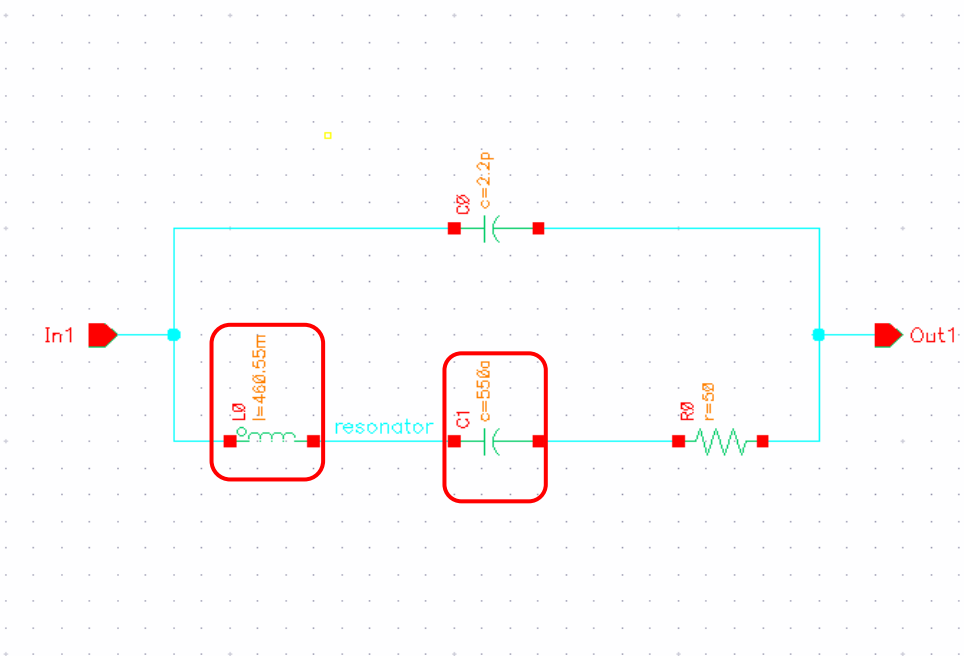 C0
c=2.2p
In1
Out1
L0
l=460.55m
resonator
C1
c=550a
R0
r=50